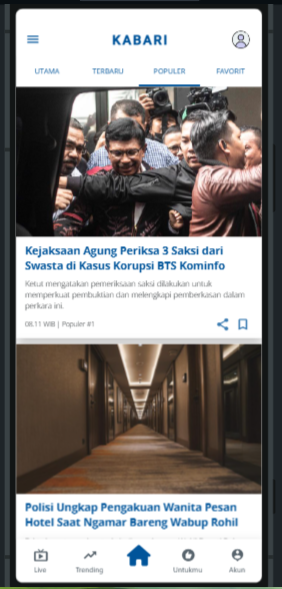 KABARI
UTAMA TERBARU POPULER FAVORIT
Kejaksaan Agung Periksa 3 Saksi dari
Swasta di Kasus Korupsi BTS Kominfo
Ketut mengatakan pemeriksaan saksi dilakukan untuk
memperkuat pembuktian dan melengkapi pemberkasan dalam
perkara ini.
08.11 WIB | Populer #1
Polisi Ungkap Pengakuan Wanita Pesan
Hotel Saat Ngamar Bareng Wabup Rohil
Live Trending Untukmu Akun